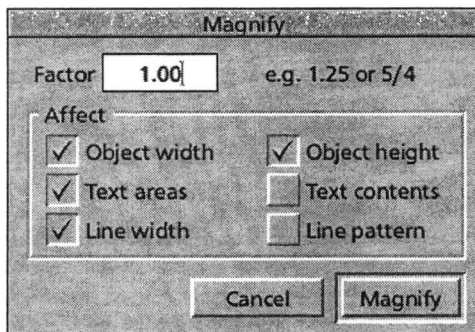 Magnify
Factor 1.00 e.g. 1.25 or 5/4
Affect
Object width Object height
Text areas Text contents
Line width Line pattern
Cancel Magnify